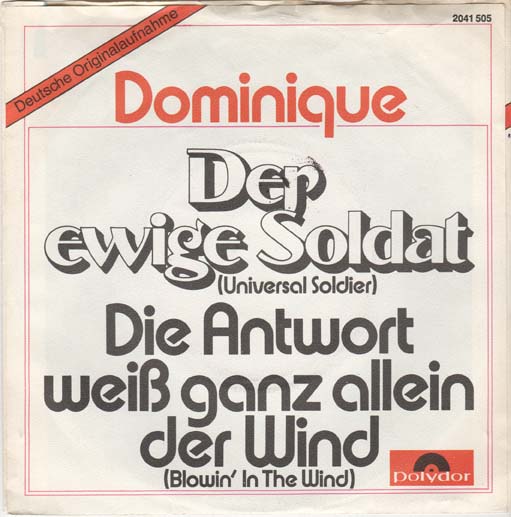 2041 505
Deutsche Originalaufnahme
Dominique
Der
ewige Soldat
(Universal Soldier)
Die Antwort
weiß ganz allein
der Wind
(Blowin' In The Wind)
polydor